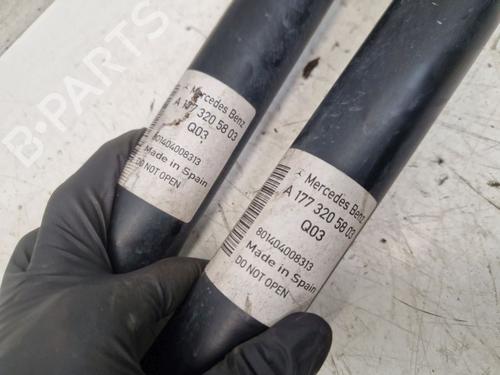 B-PARTS
Mercedes Benz
A 177 320 58 03
Q03
801404008313
Made in Spain
DO NOT OPEN
Mercedes Benz
A 177 320 58 03
Q03
801404008313
Made in Spain
DO NOT OPEN